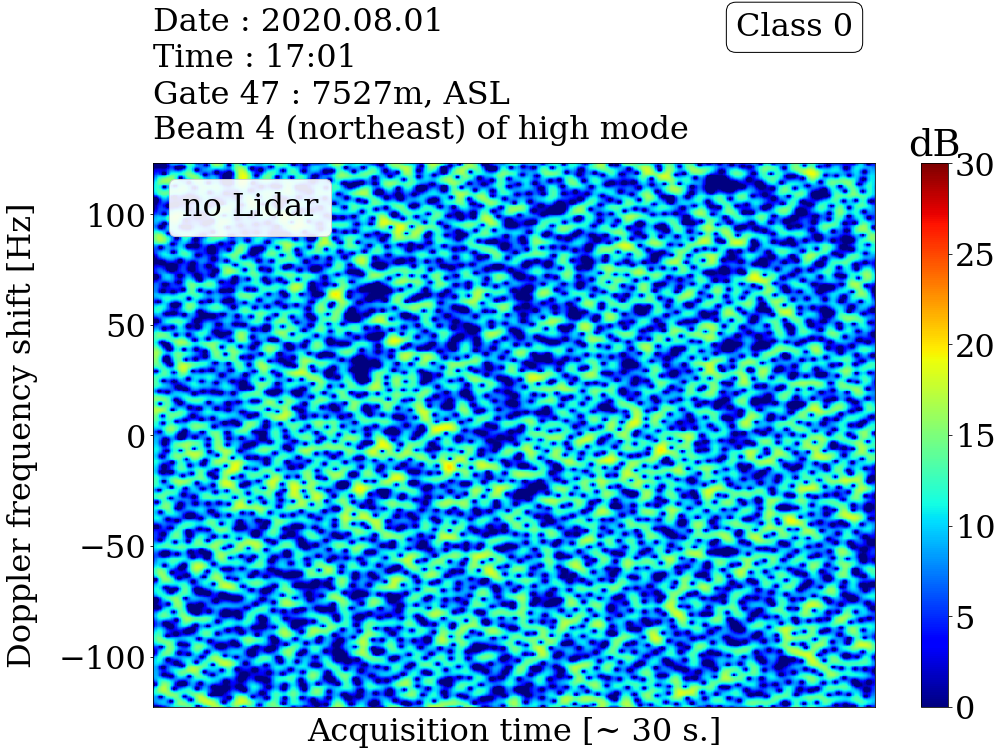 Date : 2020.08.01
Time : 17:01
Gate 47 : 7527m, ASL
Beam 4 (northeast) of high mode
Class 0
dB
no Lidar
Doppler frequency shift [Hz]
100
50
0
−50
−100
Acquisition time [~ 30 s.]
30
25
20
15
10
5
0